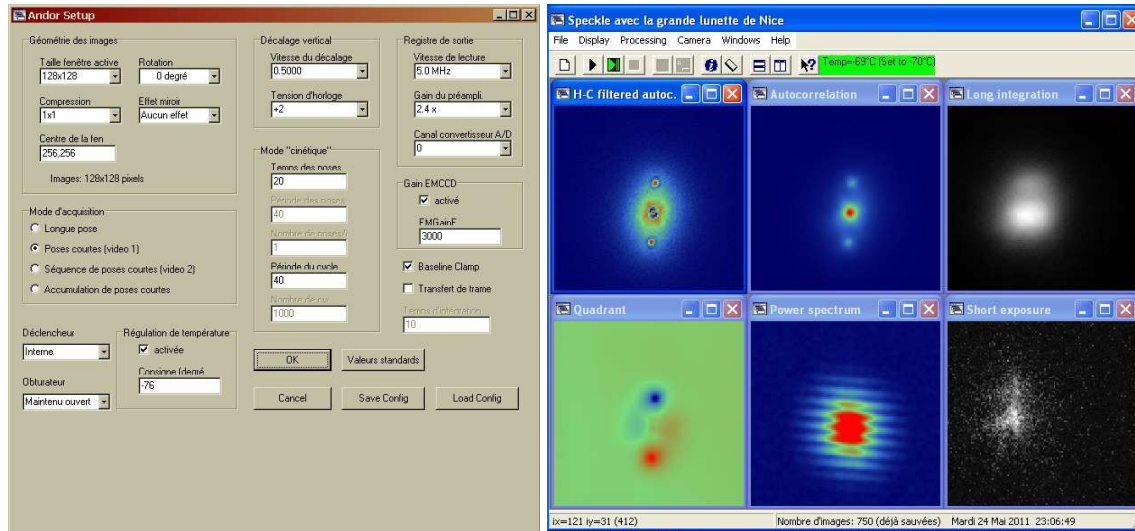 Andor Setup
Géométrie des images
Taille fenêtre active
128x128
Rotation
0 degré
Compression
1x1
Effet miroir
Aucun effet
Centre de la fen
256,256
Images: 128x128 pixels
Mode d'acquisition
Longue pose
Poses courtes (video 1)
Séquence de poses courtes (video 2)
Accumulation de poses courtes
Déclencheur
Interne
Obturateur
Maintenu ouvert
Régulation de température
activée
Consigne (degré
-76
Décalage vertical
Vitesse du décalage
0.5000
Tension d'horloge
+2
Mode "cinétique"
Temps des poses
20
Période des poses
40
Nombre de poses/
1
Période du cycle
40
Nombre de
1000
Registre de sortie
Vitesse de lecture
5.0 MHz
Gain du préampli.
2.4 x
Canal convertisseur A/D
0
Gain EMCCD
activé
EMGainF
3000
Baseline Clamp
Transfert de trame
Temps d'intégration
10
OK
Valeurs standards
Cancel
Save Config
Load Config
Speckle avec la grande lunette de Nice
File Display Processing Camera Windows Help
Temp=-69°C (Set to -70°C)
H-C filtered autoc.
Autocorrelation
Long integration
Quadrant
Power spectrum
Short exposure
ix=121 iy=31 (412)
Nombre d'images: 750 (déjà sauvées)
Mardi 24 Mai 2011 23:06:49